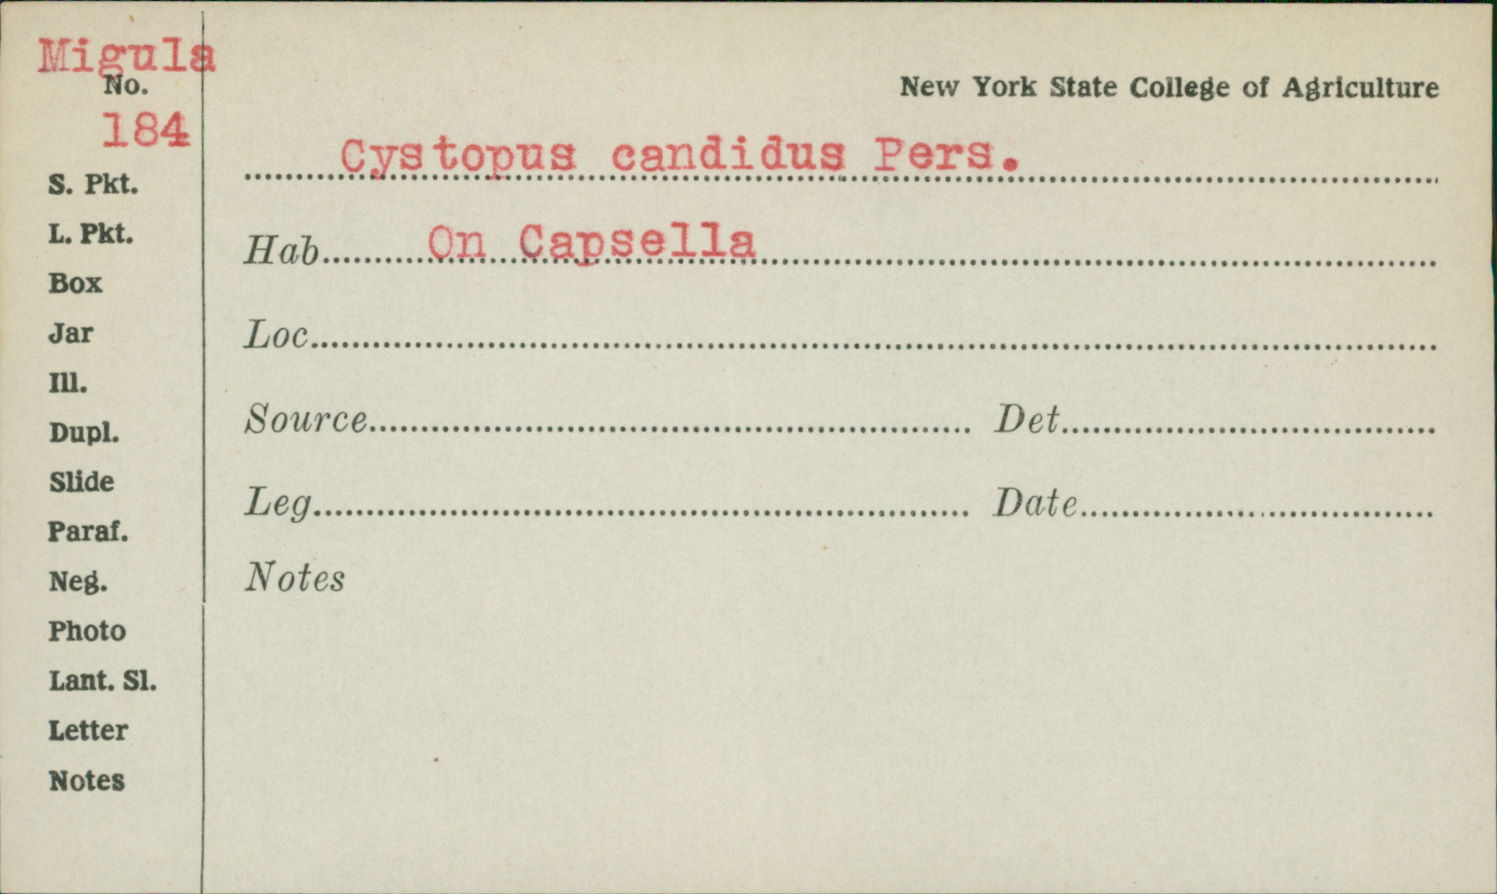 Migula
No.
184
S. Pkt.
L. Pkt.
Box
Jar
Ill.
Dupl.
Slide
Paraf.
Neg.
Photo
Lant. Sl.
Letter
Notes
New York State College of Agriculture
Cystopus candidus Pers.
Hab. On Capsella
Loc.
Source Det.
Leg. Date
Notes